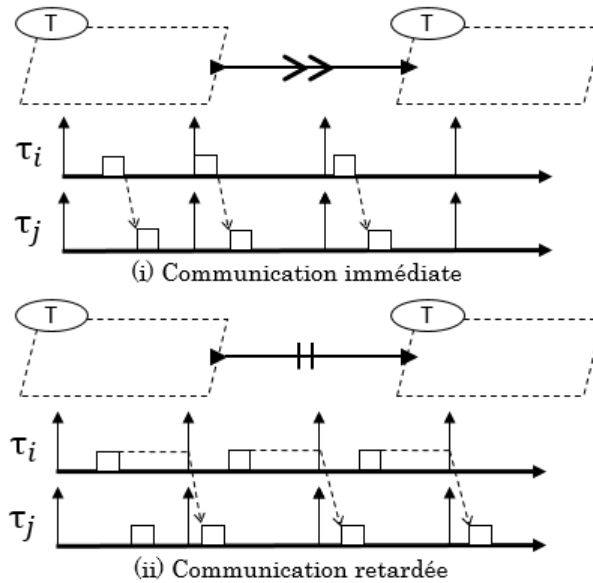 T T
τi
τj
(i) Communication immédiate
T T
τi
τj
(ii) Communication retardée